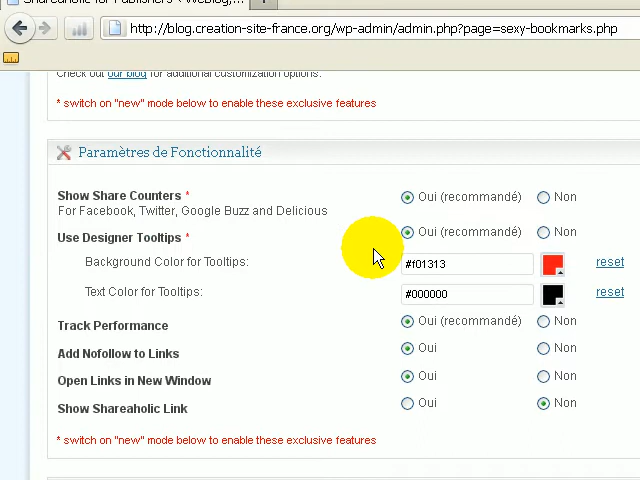 Shareaholic for Publishers < Weblog,...
http://blog.creation-site-france.org/wp-admin/admin.php?page=sexy-bookmarks.php
Check out our blog for additional customization options.
* switch on "new" mode below to enable these exclusive features
Paramètres de Fonctionnalité
Show Share Counters * Oui (recommandé) Non
For Facebook, Twitter, Google Buzz and Delicious
Use Designer Tooltips * Oui (recommandé) Non
Background Color for Tooltips: #f01313 reset
Text Color for Tooltips: #000000 reset
Track Performance Oui (recommandé) Non
Add Nofollow to Links Oui Non
Open Links in New Window Oui Non
Show Shareaholic Link Oui Non
* switch on "new" mode below to enable these exclusive features